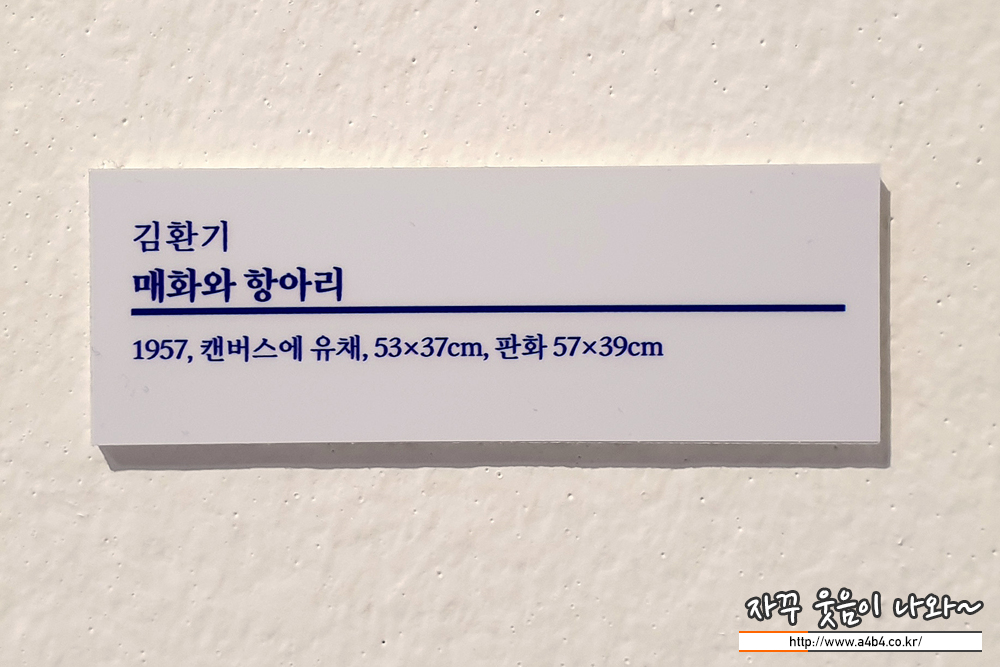 김환기
매화와 항아리
1957, 캔버스에 유채, 53×37cm, 판화 57×39cm
자꾸 웃음이 나와~
http://www.a4b4.co.kr/